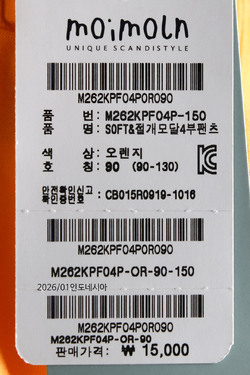 moimoln
UNIQUE SCANDISTYLE
M262KPF04POR090
품 번: M262KPF04P-150
품 명: SOFT&절개모달4부팬츠
색 상: 오렌지
호 칭: 90 (90-130)
안전확인신고
확인증번호 : CB015R0919-1016
M262KPF04POR090
M262KPF04P-OR-90-150
2026/01인도네시아
M262KPF04POR090
M262KPF04P-OR-90
판매가격: ₩ 15,000